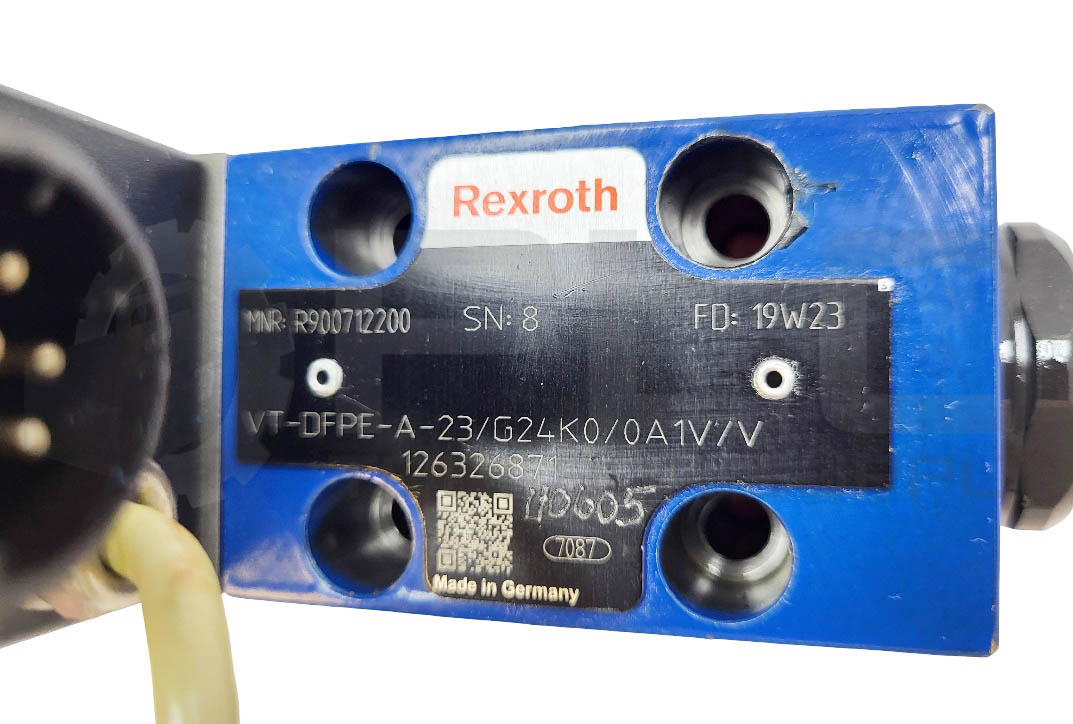 Rexroth
MNR: R900712200 SN: 8 FD: 19W23
VT-DFPE-A-23/G24K0/0A1V/V
126326871
110605
7087
Made in Germany